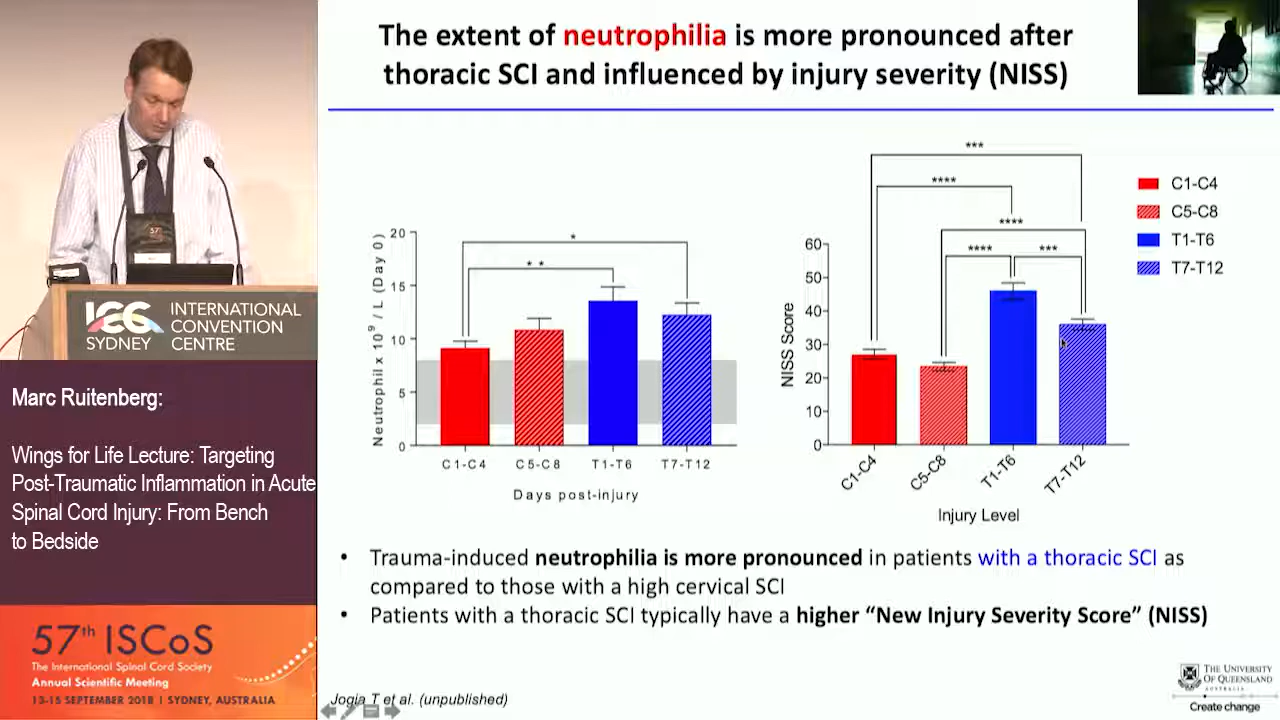 The extent of neutrophilia is more pronounced after
thoracic SCI and influenced by injury severity (NISS)
INTERNATIONAL
CONVENTION
CENTRE
ICC
SYDNEY
Marc Ruitenberg:
Wings for Life Lecture: Targeting
Post-Traumatic Inflammation in Acute
Spinal Cord Injury: From Bench
to Bedside
57th ISCoS
The International Spinal Cord Society
Annual Scientific Meeting
13-15 SEPTEMBER 2018 | SYDNEY, AUSTRALIA
Neutrophil x 10^9 / L (Day 0)
20
15
10
5
0
*
* *
C1-C4
C5-C8
T1-T6
T7-T12
Days post-injury
NISS Score
60
50
40
30
20
10
0
***
****
****
****
***
C1-C4
C5-C8
T1-T6
T7-T12
Injury Level
C1-C4
C5-C8
T1-T6
T7-T12
• Trauma-induced neutrophilia is more pronounced in patients with a thoracic SCI as
compared to those with a high cervical SCI
• Patients with a thoracic SCI typically have a higher “New Injury Severity Score” (NISS)
Jogia T et al. (unpublished)
THE UNIVERSITY
OF QUEENSLAND
AUSTRALIA
Create change